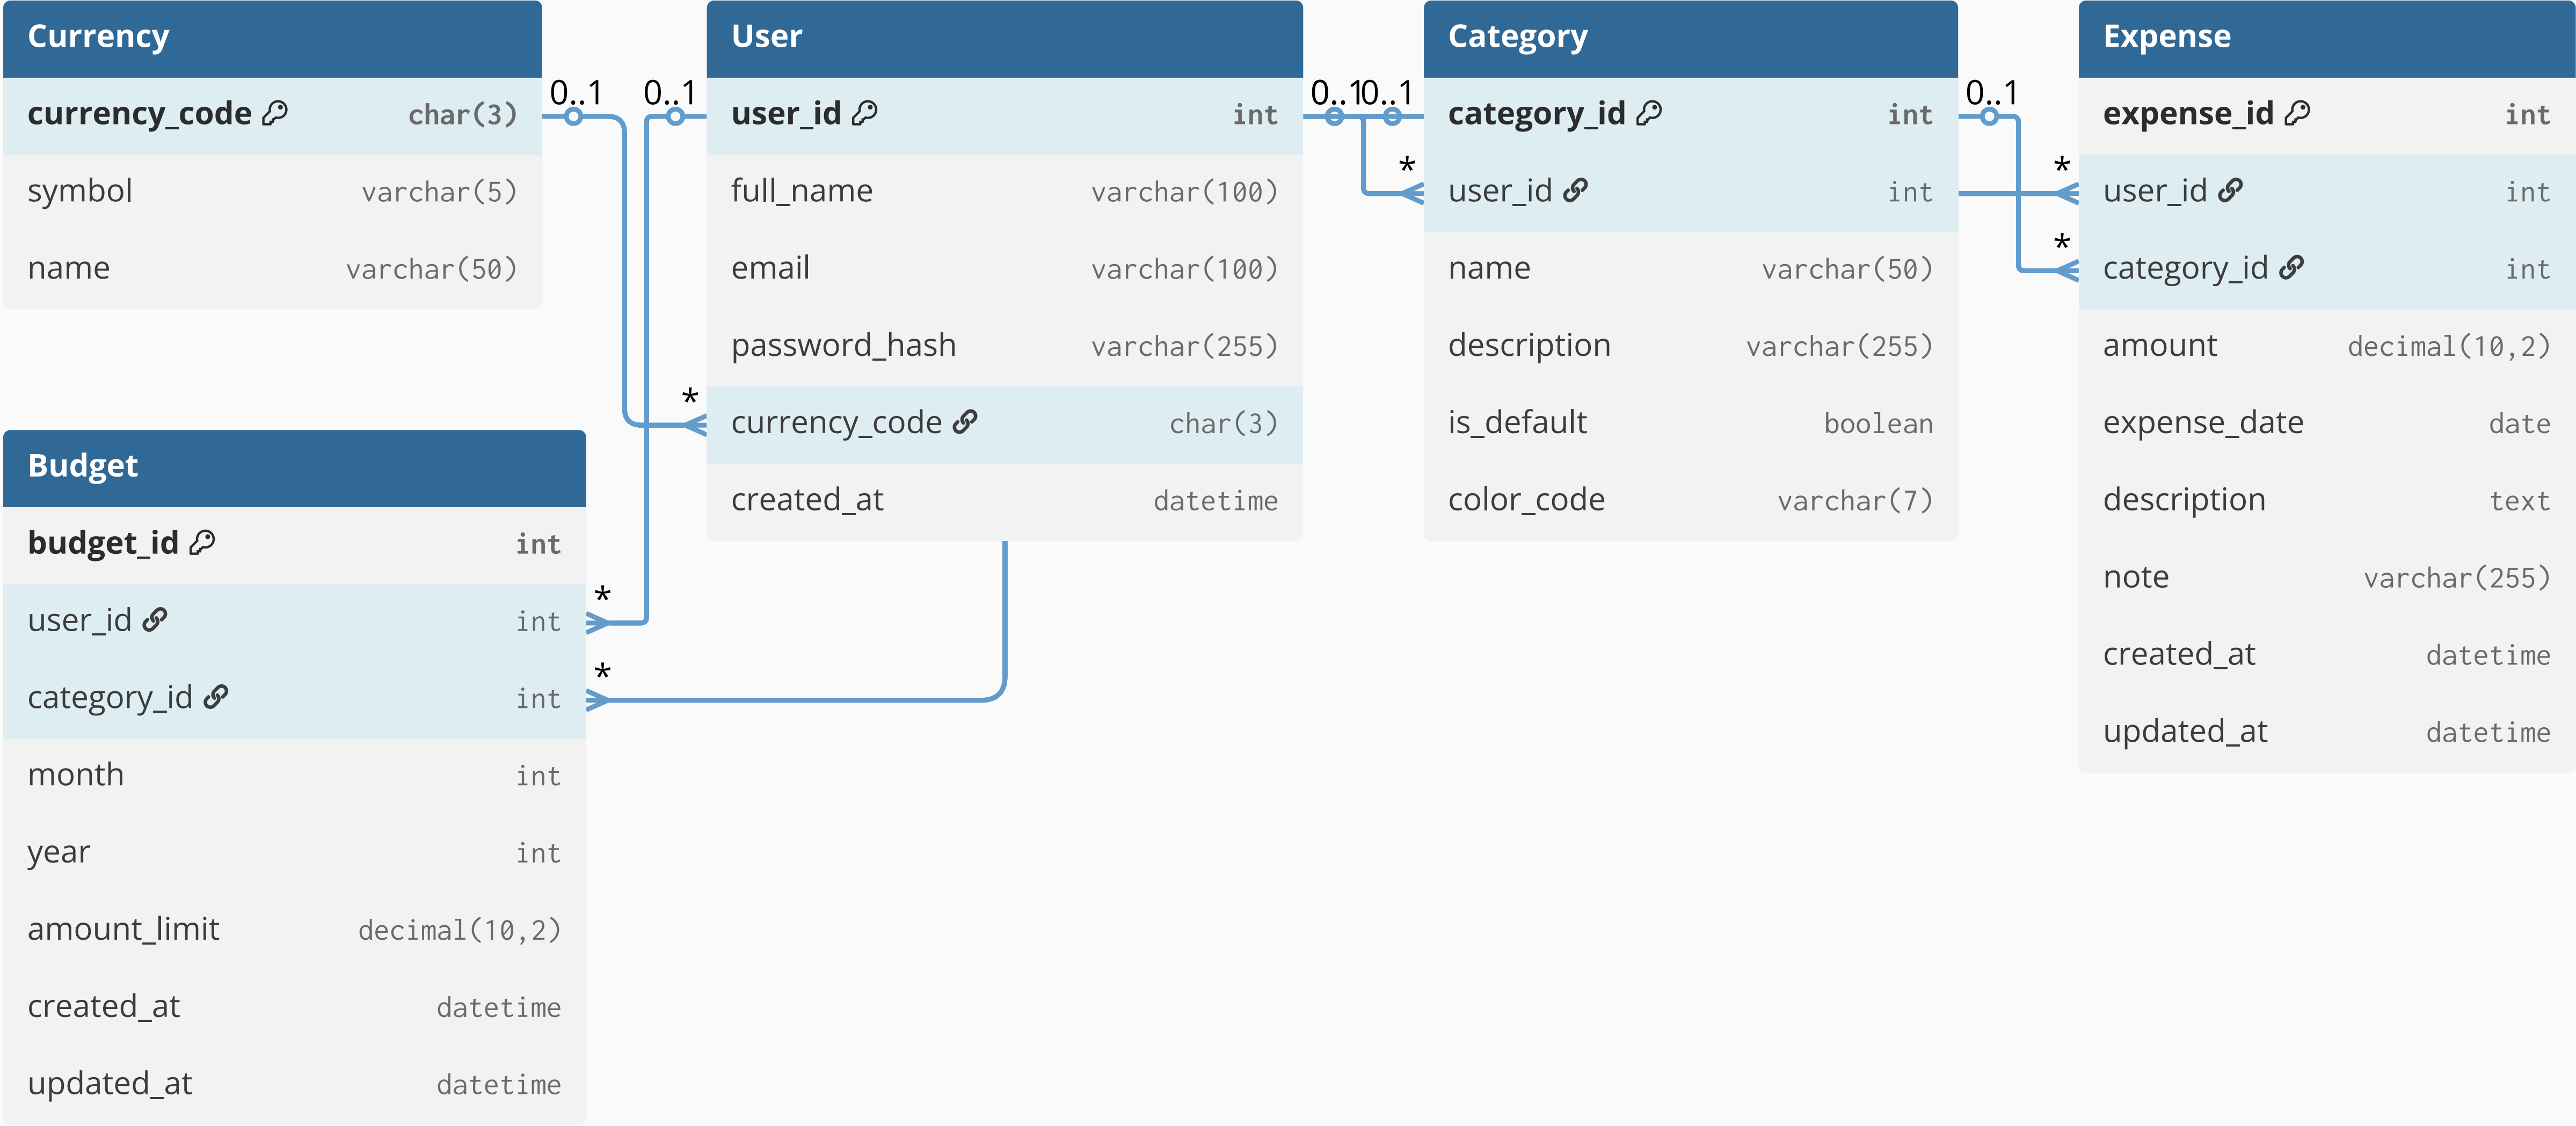 Currency
currency_code char(3)
symbol varchar(5)
name varchar(50)
Budget
budget_id int
user_id int
category_id int
month int
year int
amount_limit decimal(10,2)
created_at datetime
updated_at datetime
0..1
0..1
*
*
*
User
user_id int
full_name varchar(100)
email varchar(100)
password_hash varchar(255)
currency_code char(3)
created_at datetime
0..1
0..1
*
Category
category_id int
user_id int
name varchar(50)
description varchar(255)
is_default boolean
color_code varchar(7)
0..1
*
*
Expense
expense_id int
user_id int
category_id int
amount decimal(10,2)
expense_date date
description text
note varchar(255)
created_at datetime
updated_at datetime